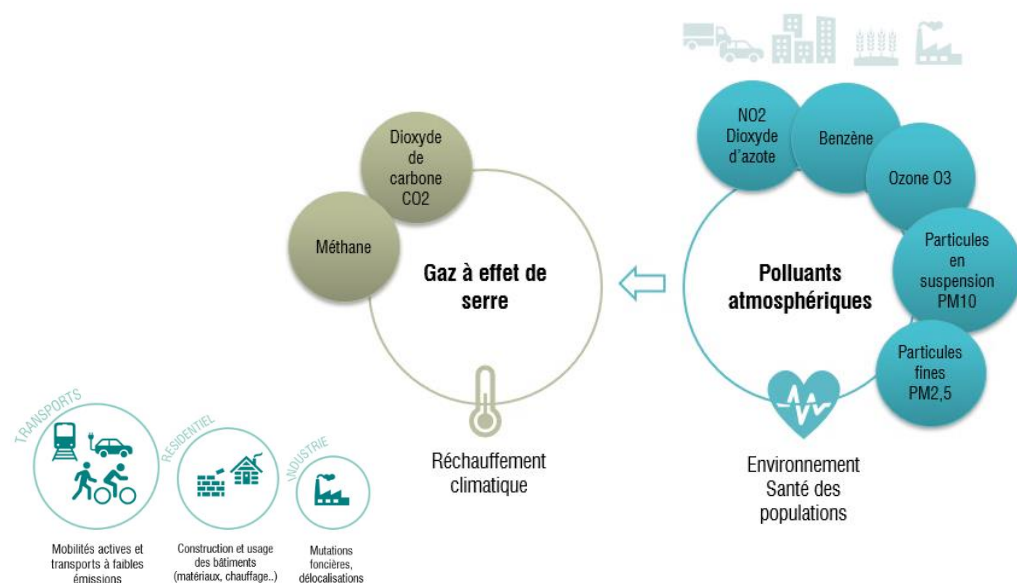 NO2
Dioxyde
d'azote
Benzène
Ozone O3
Particules
en
suspension
PM10
Particules
fines
PM2,5
Polluants
atmosphériques
Environnement
Santé des
populations
Dioxyde
de
carbone
CO2
Méthane
Gaz à effet de
serre
Réchauffement
climatique
TRANSPORTS
Mobilités actives et
transports à faibles
émissions
RESIDENTIEL
Construction et usage
des bâtiments
(matériaux, chauffage..)
INDUSTRIE
Mutations
foncières,
délocalisations